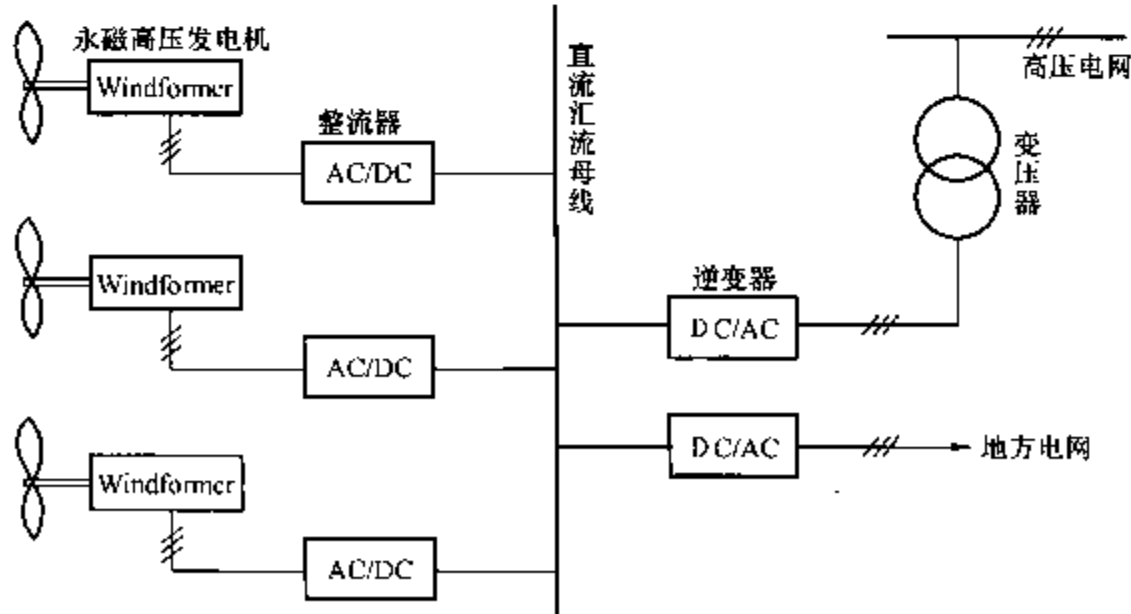 永磁高压发电机
Windformer
整流器
AC/DC
直流汇流母线
高压电网
变压器
Windformer
AC/DC
逆变器
DC/AC
DC/AC
地方电网
Windformer
AC/DC